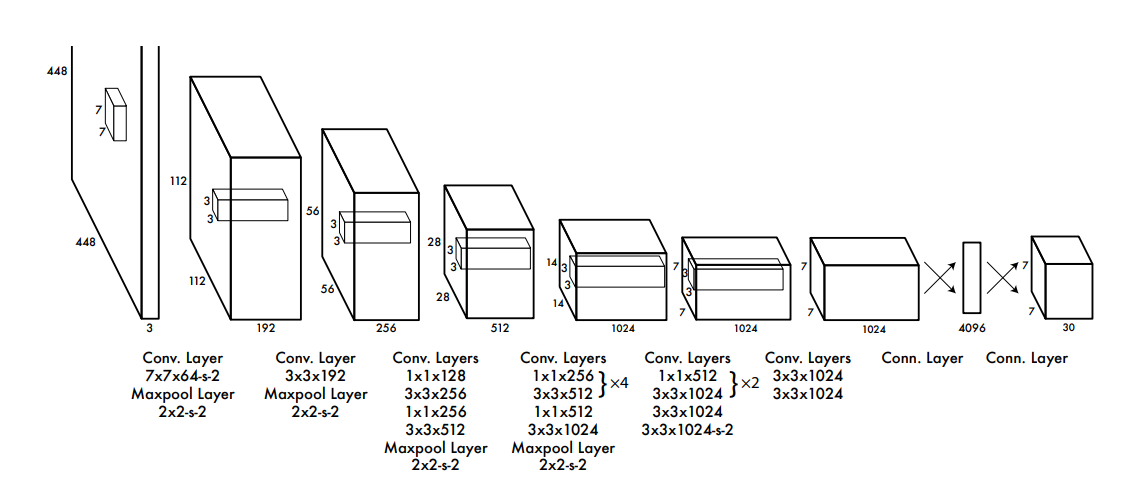 448
7
7
448
3
112
3
3
112
192
56
3
3
56
256
28
3
3
28
512
14
3
3
14
1024
7
3
3
7
1024
7
7
1024
4096
7
7
30
Conv. Layer
7x7x64-s-2
Maxpool Layer
2x2-s-2
Conv. Layer
3x3x192
Maxpool Layer
2x2-s-2
Conv. Layers
1x1x128
3x3x256
1x1x256
3x3x512
Maxpool Layer
2x2-s-2
Conv. Layers
1x1x256
3x3x512
}×4
1x1x512
3x3x1024
Maxpool Layer
2x2-s-2
Conv. Layers
1x1x512
3x3x1024
}×2
3x3x1024
3x3x1024-s-2
Conv. Layers
3x3x1024
3x3x1024
Conn. Layer
Conn. Layer